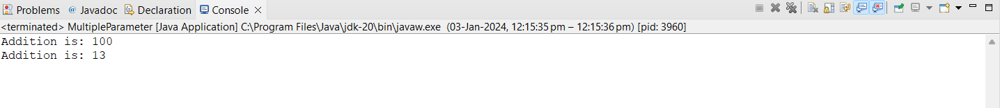 Problems @ Javadoc Declaration Console
<terminated> MultipleParameter [Java Application] C:\Program Files\Java\jdk-20\bin\javaw.exe (03-Jan-2024, 12:15:35 pm – 12:15:36 pm) [pid: 3960]
Addition is: 100
Addition is: 13